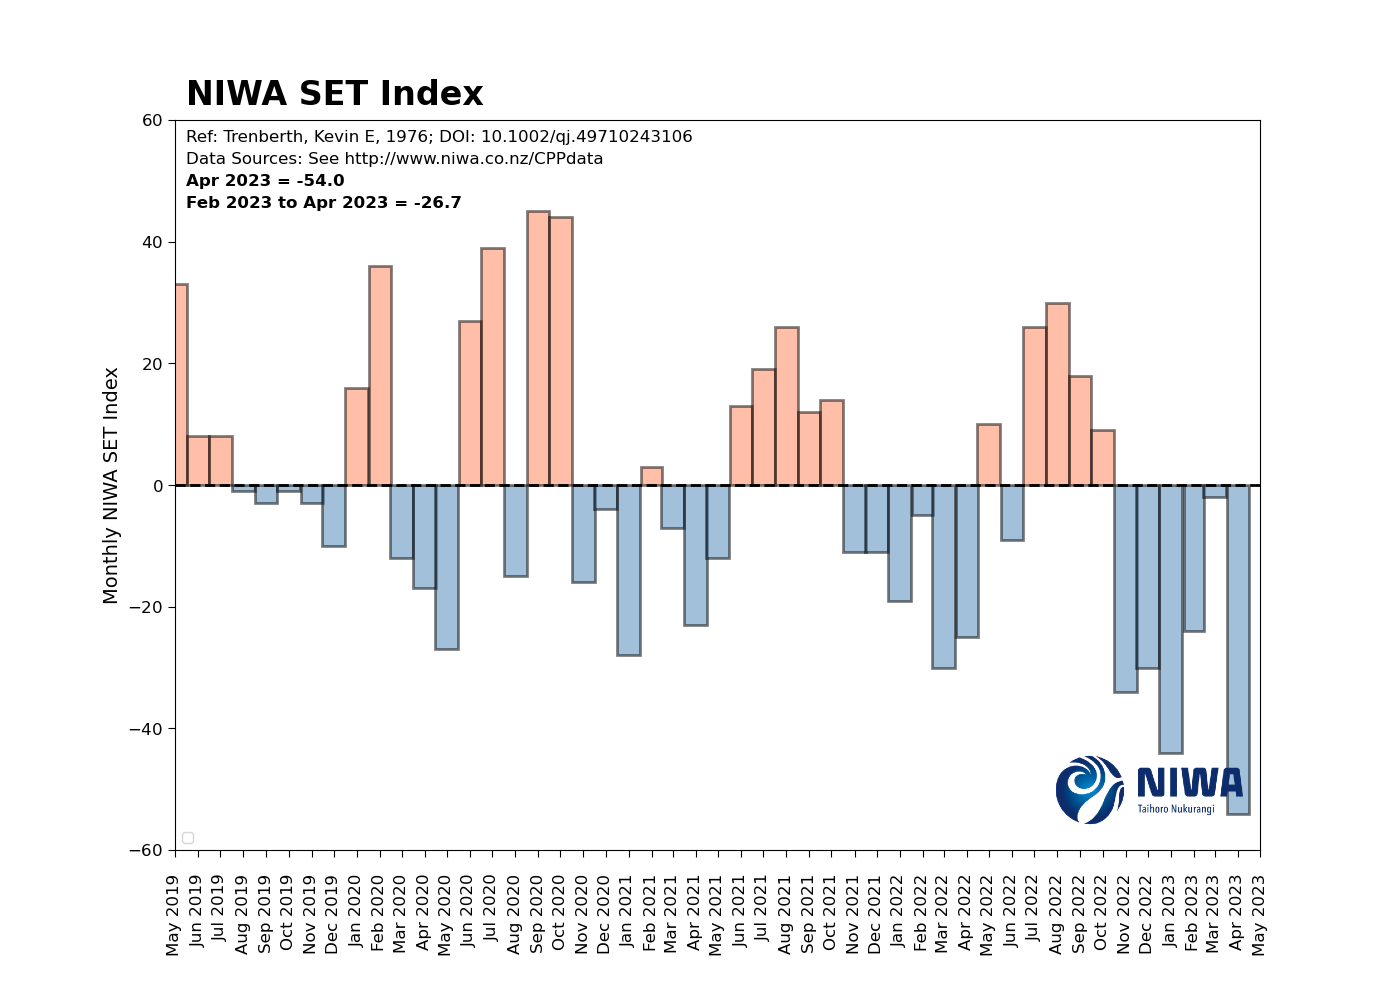 NIWA SET Index
Ref: Trenberth, Kevin E, 1976; DOI: 10.1002/qj.49710243106
Data Sources: See http://www.niwa.co.nz/CPPdata
Apr 2023 = -54.0
Feb 2023 to Apr 2023 = -26.7
Monthly NIWA SET Index
60
40
20
0
−20
−40
−60
NIWA
Taihoro Nukurangi
May 2019
Jun 2019
Jul 2019
Aug 2019
Sep 2019
Oct 2019
Nov 2019
Dec 2019
Jan 2020
Feb 2020
Mar 2020
Apr 2020
May 2020
Jun 2020
Jul 2020
Aug 2020
Sep 2020
Oct 2020
Nov 2020
Dec 2020
Jan 2021
Feb 2021
Mar 2021
Apr 2021
May 2021
Jun 2021
Jul 2021
Aug 2021
Sep 2021
Oct 2021
Nov 2021
Dec 2021
Jan 2022
Feb 2022
Mar 2022
Apr 2022
May 2022
Jun 2022
Jul 2022
Aug 2022
Sep 2022
Oct 2022
Nov 2022
Dec 2022
Jan 2023
Feb 2023
Mar 2023
Apr 2023
May 2023